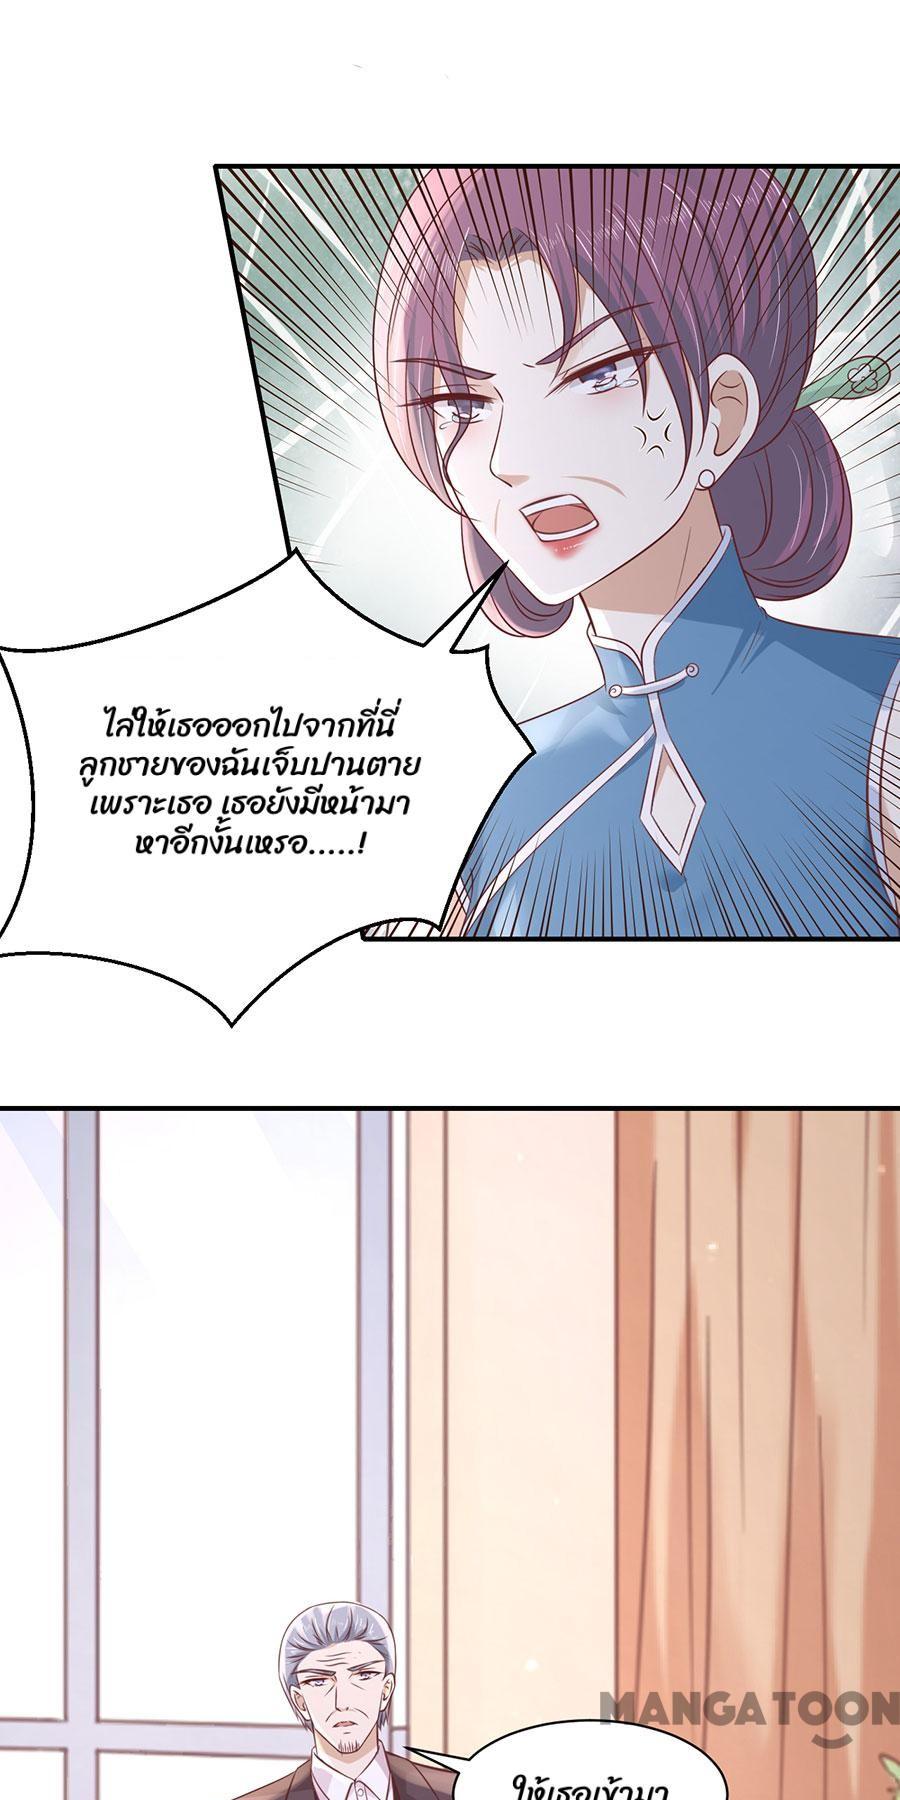 ไล่ให้เธอออกไปจากที่นี่
ลูกชายของฉันเจ็บปานตาย
เพราะเธอ เธอยังมีหน้ามา
หาอีกงั้นเหรอ.....!
MANGATOON
ให้เธอเข้ามา